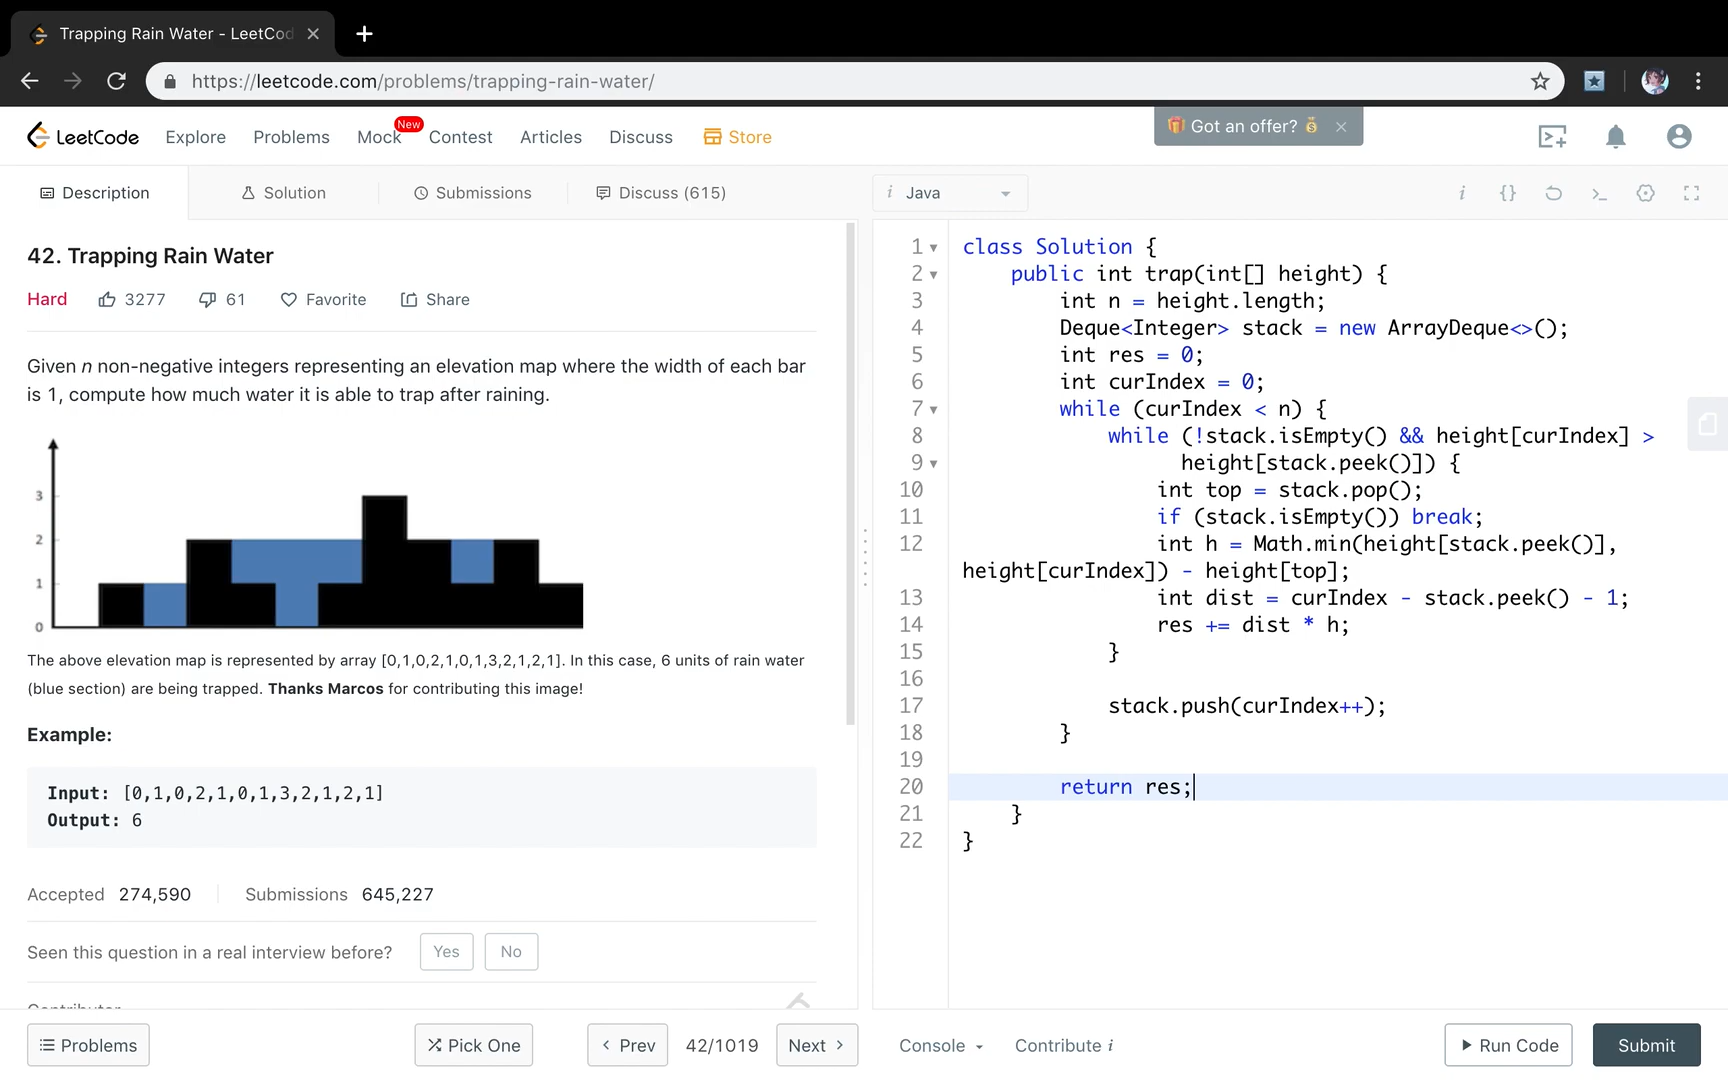 Trapping Rain Water - LeetCod
https://leetcode.com/problems/trapping-rain-water/
LeetCode
Explore
Problems
Mock
New
Contest
Articles
Discuss
Store
Got an offer?
Description
Solution
Submissions
Discuss (615)
i Java
i
{}
>_
42. Trapping Rain Water
Hard 3277 61 Favorite Share
Given n non-negative integers representing an elevation map where the width of each bar
is 1, compute how much water it is able to trap after raining.
3
2
1
0
The above elevation map is represented by array [0,1,0,2,1,0,1,3,2,1,2,1]. In this case, 6 units of rain water
(blue section) are being trapped. Thanks Marcos for contributing this image!
Example:
Input: [0,1,0,2,1,0,1,3,2,1,2,1]
Output: 6
Accepted 274,590 Submissions 645,227
Seen this question in a real interview before? Yes No
1 class Solution {
2 public int trap(int[] height) {
3 int n = height.length;
4 Deque<Integer> stack = new ArrayDeque<>();
5 int res = 0;
6 int curIndex = 0;
7 while (curIndex < n) {
8 while (!stack.isEmpty() && height[curIndex] >
9 height[stack.peek()]) {
10 int top = stack.pop();
11 if (stack.isEmpty()) break;
12 int h = Math.min(height[stack.peek()],
height[curIndex]) - height[top];
13 int dist = curIndex - stack.peek() - 1;
14 res += dist * h;
15 }
16
17 stack.push(curIndex++);
18 }
19
20 return res;
21 }
22 }
Problems
Pick One
< Prev
42/1019
Next >
Console
Contribute i
Run Code
Submit